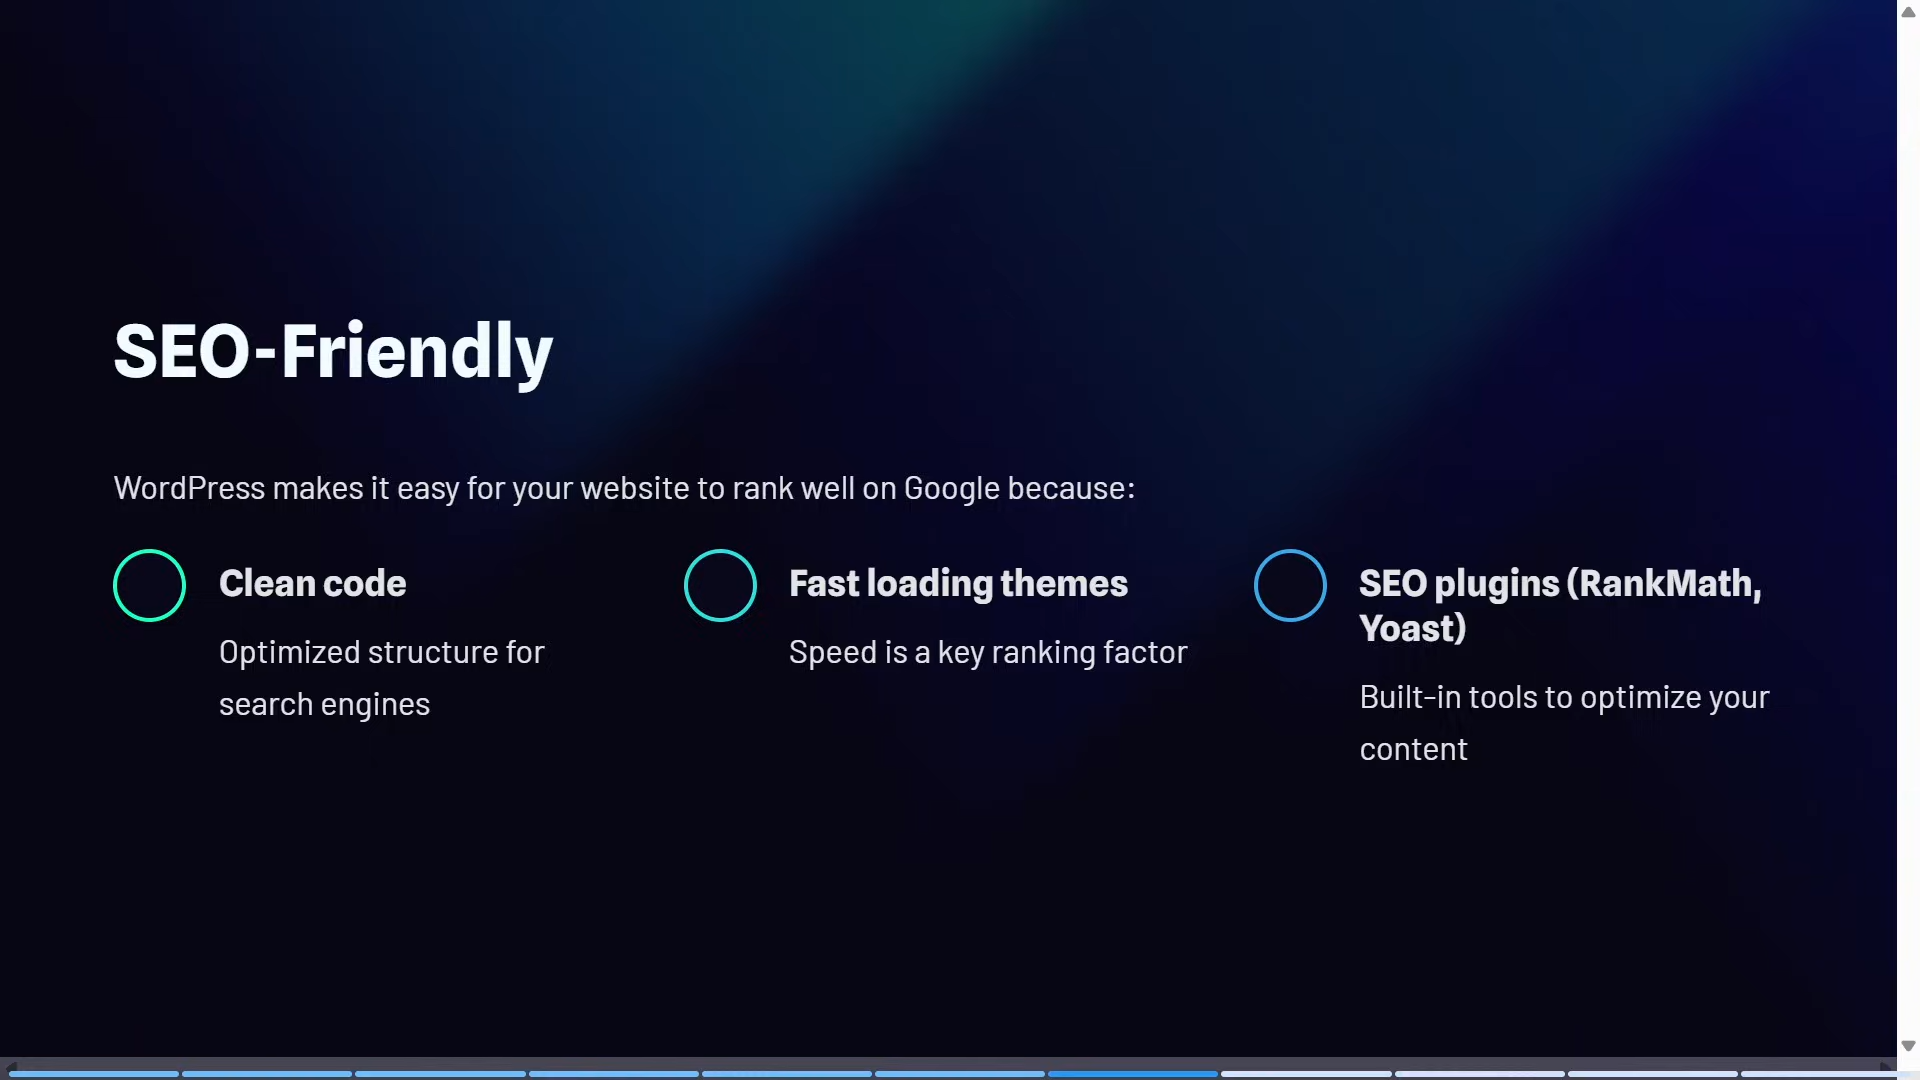 SEO-Friendly
WordPress makes it easy for your website to rank well on Google because:
Clean code
Optimized structure for
search engines
Fast loading themes
Speed is a key ranking factor
SEO plugins (RankMath,
Yoast)
Built-in tools to optimize your
content